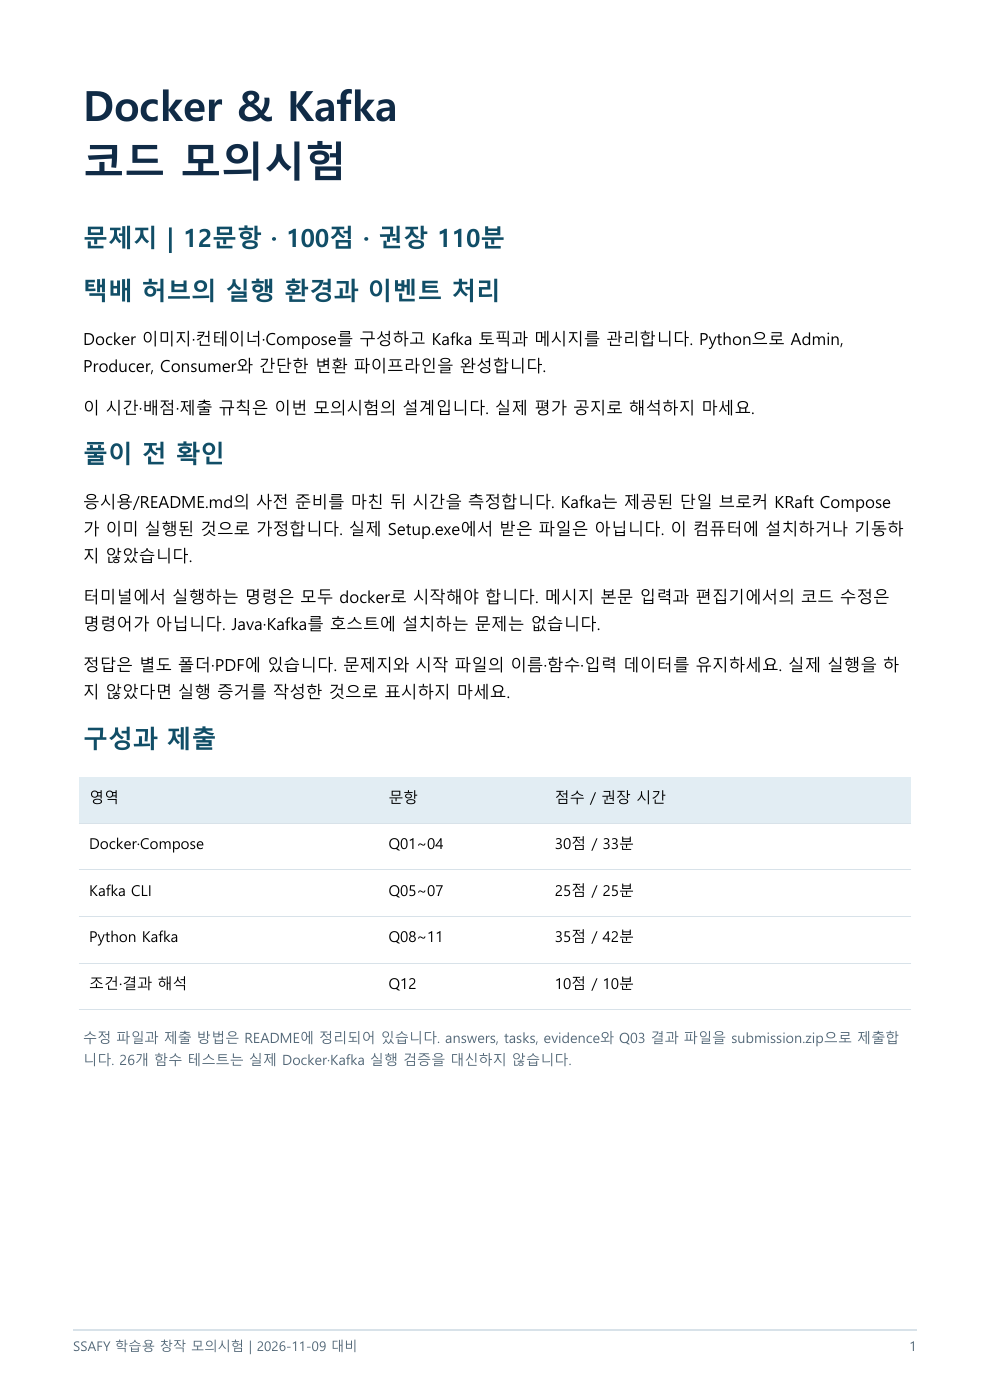 Docker & Kafka
코드 모의시험
문제지 | 12문항 · 100점 · 권장 110분
택배 허브의 실행 환경과 이벤트 처리
Docker 이미지·컨테이너·Compose를 구성하고 Kafka 토픽과 메시지를 관리합니다. Python으로 Admin,
Producer, Consumer와 간단한 변환 파이프라인을 완성합니다.
이 시간·배점·제출 규칙은 이번 모의시험의 설계입니다. 실제 평가 공지로 해석하지 마세요.
풀이 전 확인
응시용/README.md의 사전 준비를 마친 뒤 시간을 측정합니다. Kafka는 제공된 단일 브로커 KRaft Compose
가 이미 실행된 것으로 가정합니다. 실제 Setup.exe에서 받은 파일은 아닙니다. 이 컴퓨터에 설치하거나 기동하
지 않았습니다.
터미널에서 실행하는 명령은 모두 docker로 시작해야 합니다. 메시지 본문 입력과 편집기에서의 코드 수정은
명령어가 아닙니다. Java·Kafka를 호스트에 설치하는 문제는 없습니다.
정답은 별도 폴더·PDF에 있습니다. 문제지와 시작 파일의 이름·함수·입력 데이터를 유지하세요. 실제 실행을 하
지 않았다면 실행 증거를 작성한 것으로 표시하지 마세요.
구성과 제출
영역 문항 점수 / 권장 시간
Docker·Compose Q01~04 30점 / 33분
Kafka CLI Q05~07 25점 / 25분
Python Kafka Q08~11 35점 / 42분
조건·결과 해석 Q12 10점 / 10분
수정 파일과 제출 방법은 README에 정리되어 있습니다. answers, tasks, evidence와 Q03 결과 파일을 submission.zip으로 제출합
니다. 26개 함수 테스트는 실제 Docker·Kafka 실행 검증을 대신하지 않습니다.
SSAFY 학습용 창작 모의시험 | 2026-11-09 대비 1